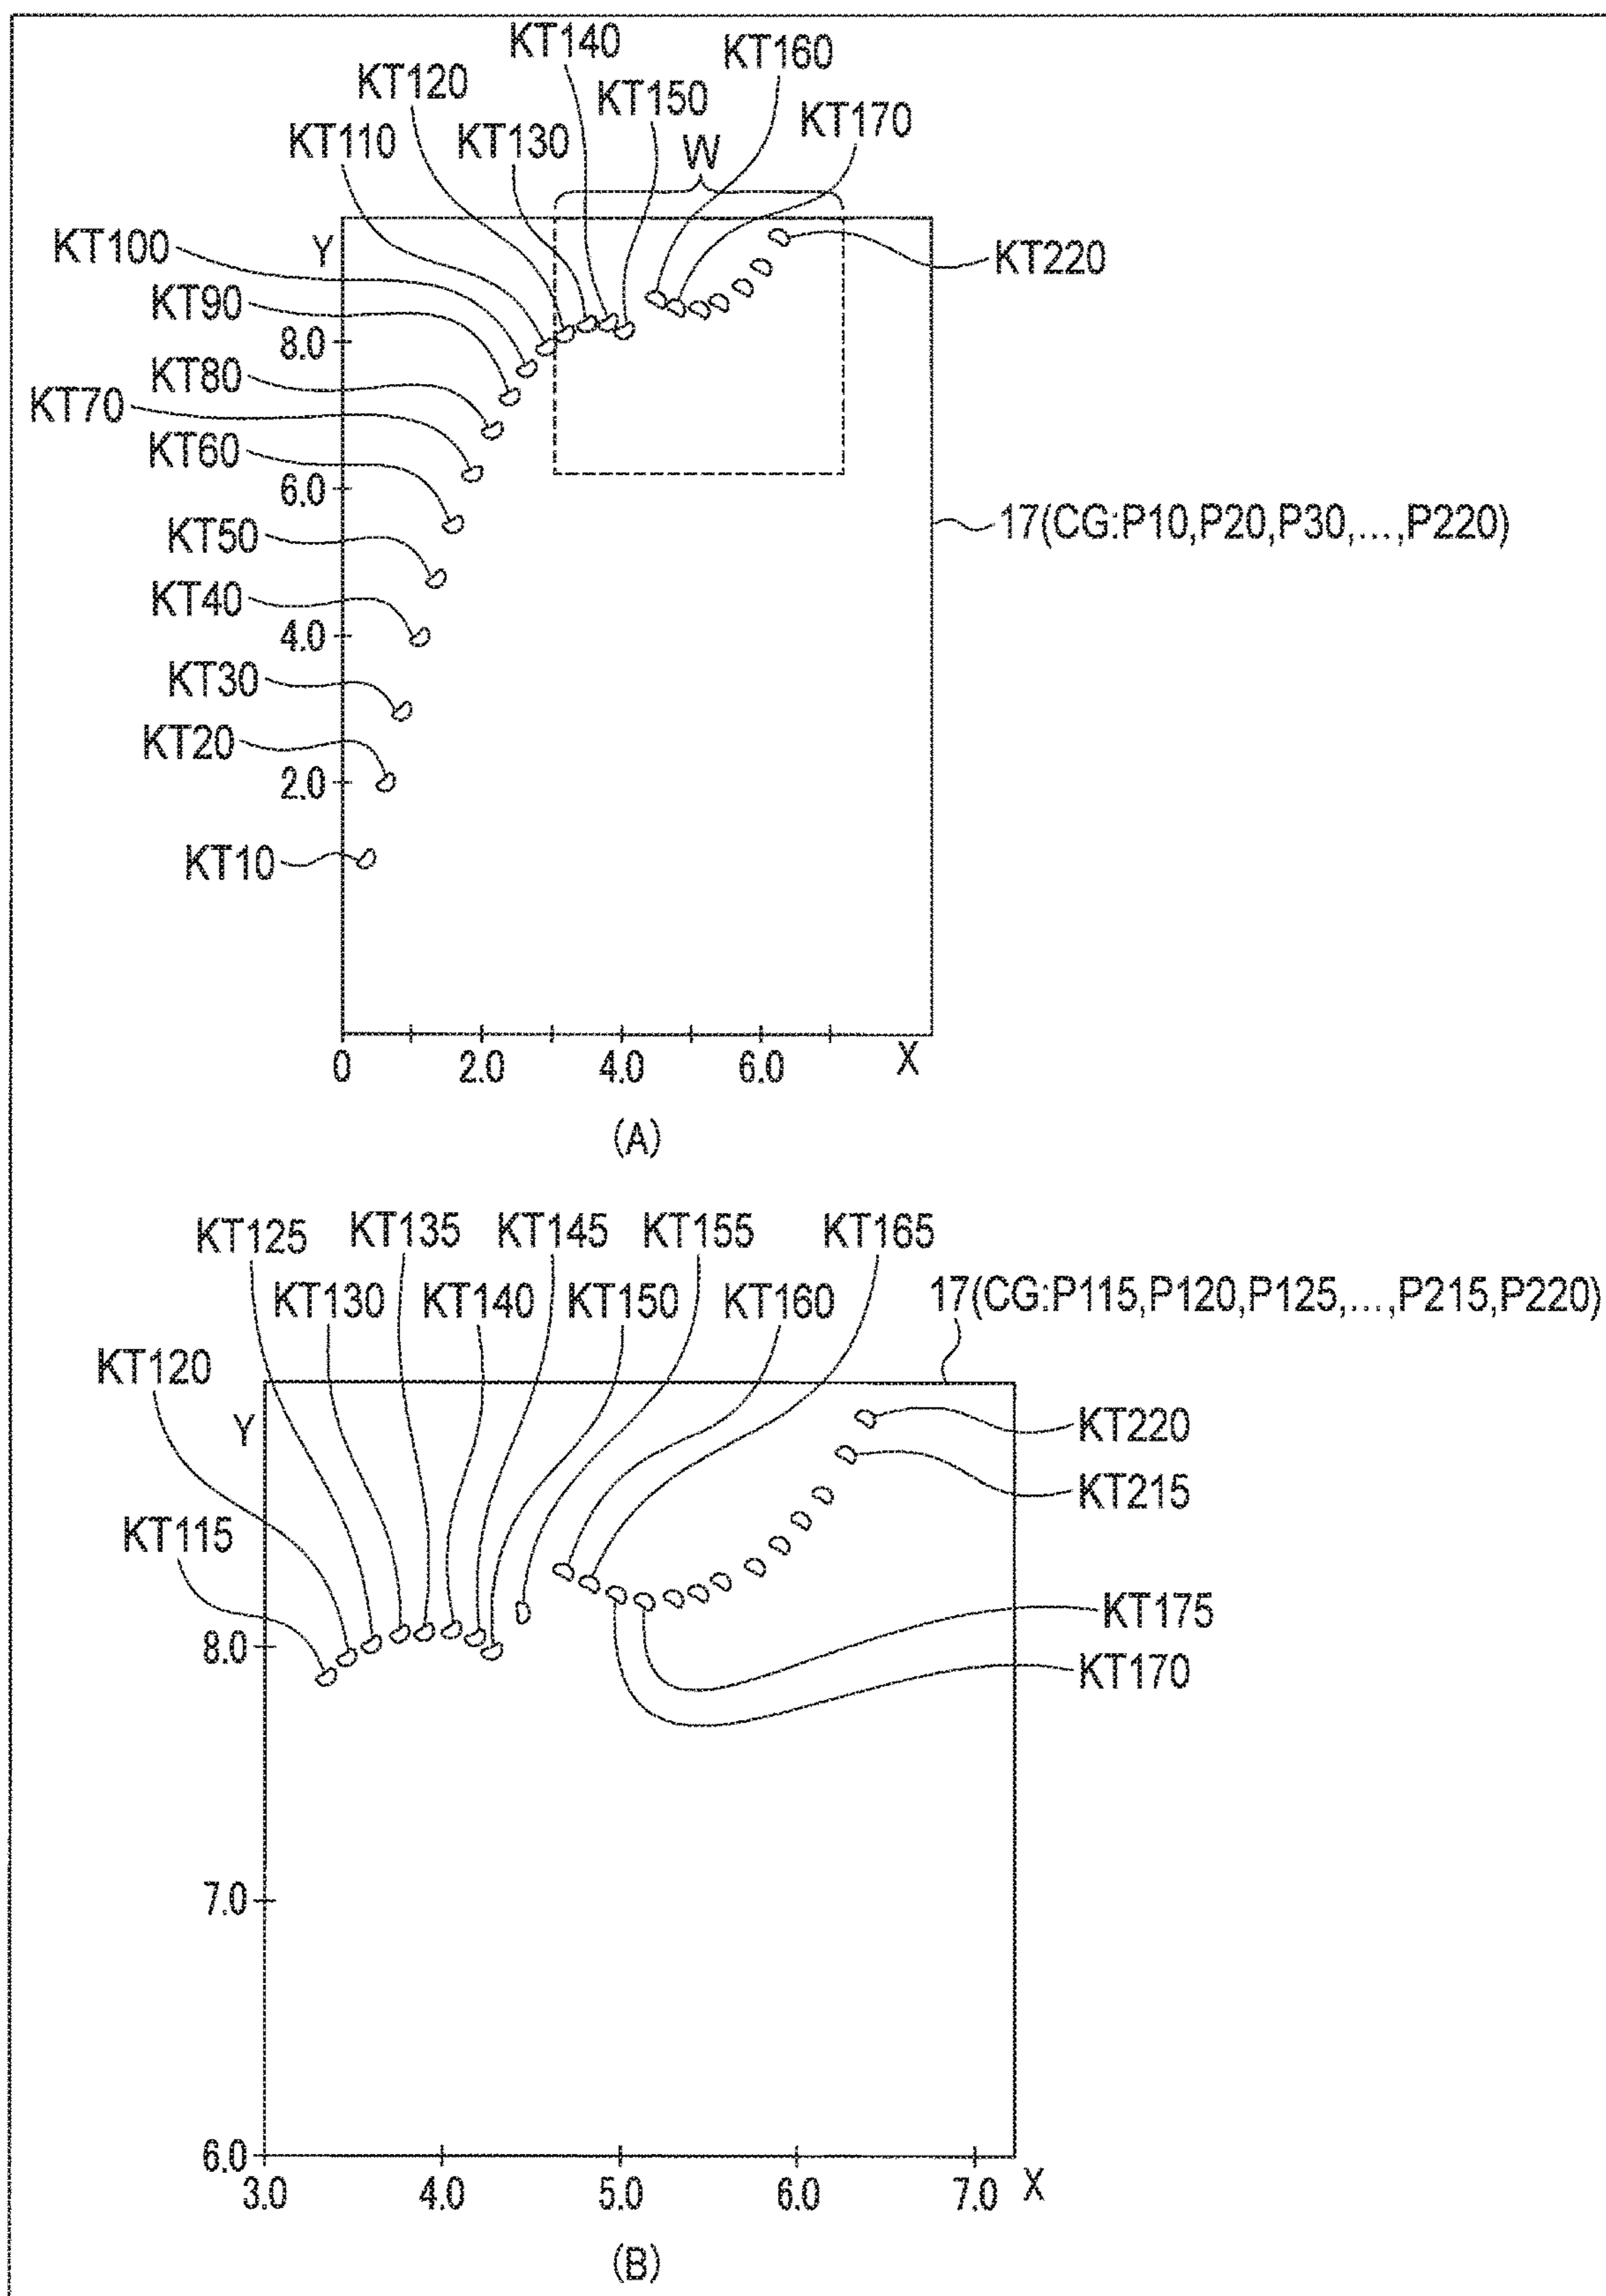 KT140
KT160
KT120
KT150
KT170
KT110
KT130
W
Y
KT100
KT220
KT90
8.0
KT80
KT70
KT60
6.0
17(CG:P10,P20,P30,...,P220)
KT50
KT40
4.0
KT30
KT20
2.0
KT10
0 2.0 4.0 6.0 X
(A)
KT125 KT135 KT145 KT155 KT165
KT130 KT140 KT150 KT160
17(CG:P115,P120,P125,...,P215,P220)
KT120
Y
KT220
KT215
KT115
KT175
8.0
KT170
7.0
6.0
3.0 4.0 5.0 6.0 7.0 X
(B)